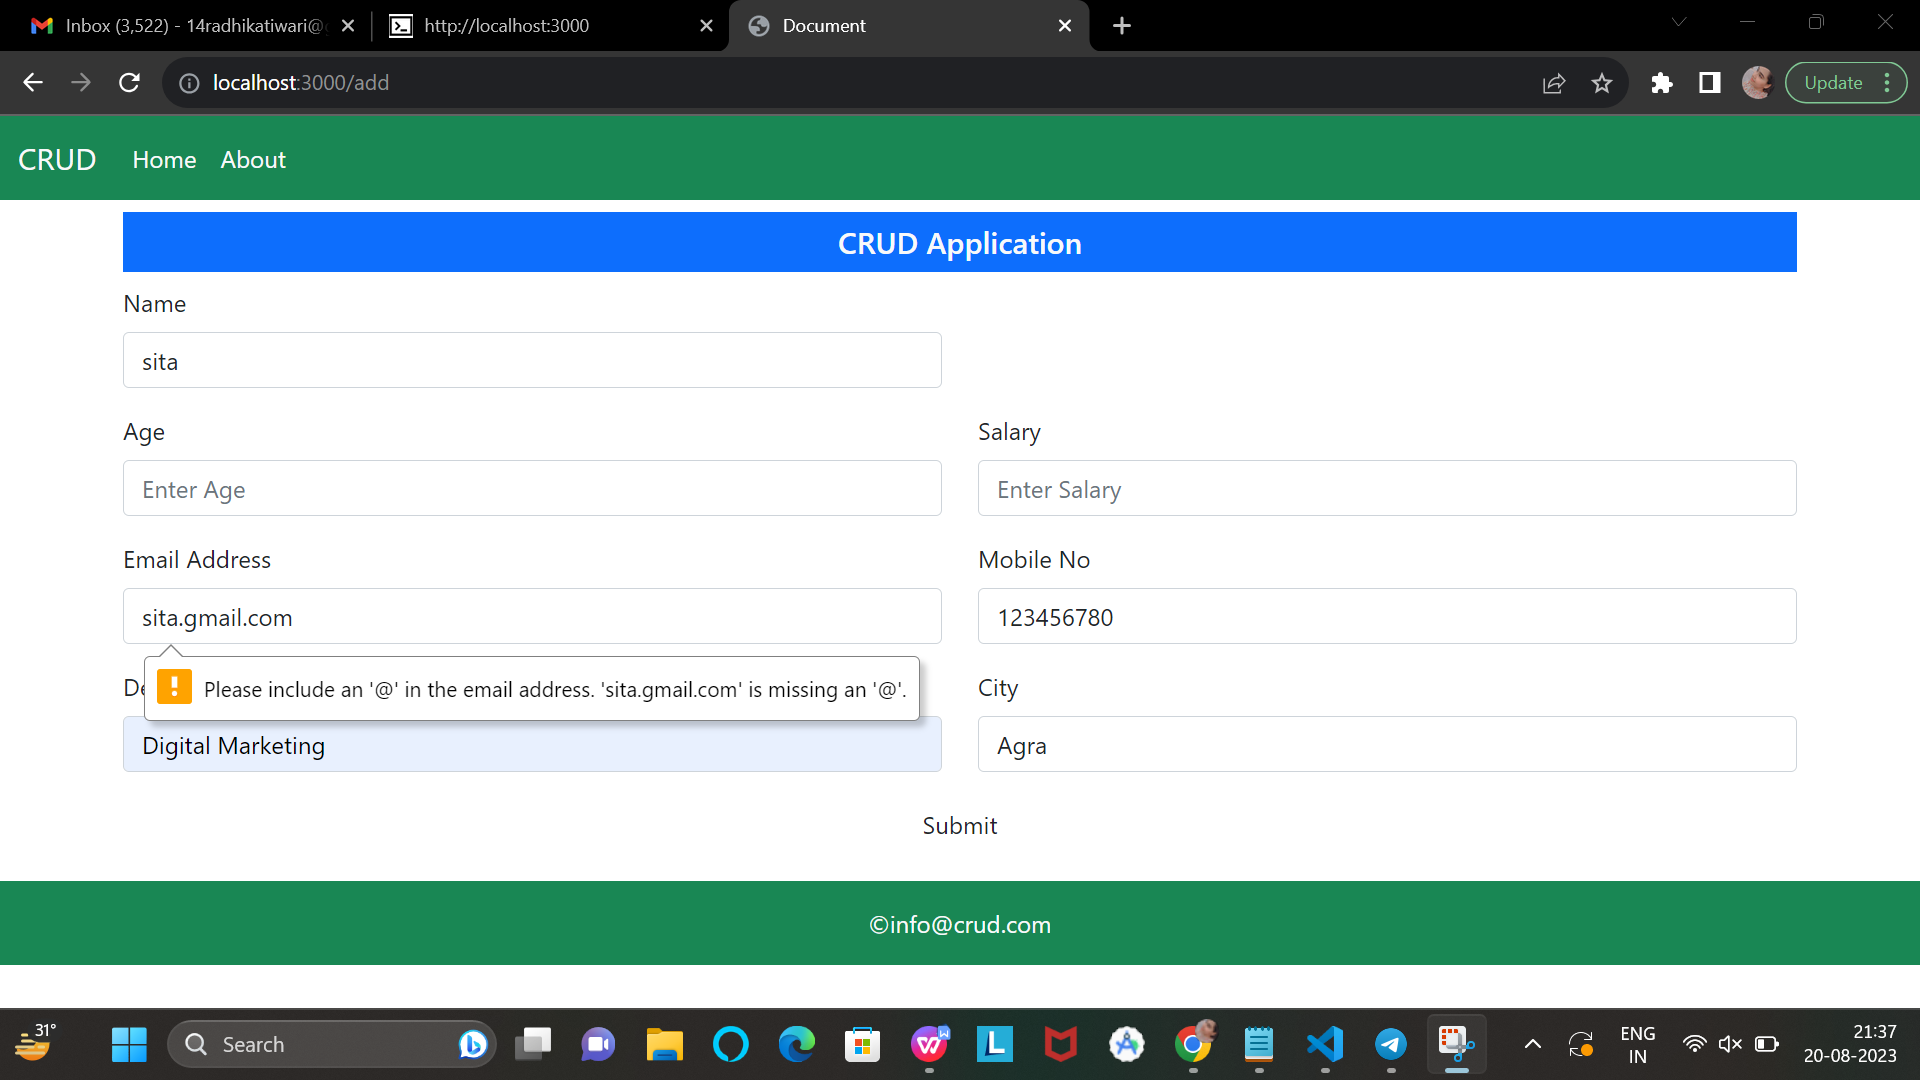 Inbox (3,522) - 14radhikatiwari@
http://localhost:3000
Document
localhost:3000/add
Update
CRUD
Home
About
CRUD Application
Name
sita
Age
Salary
Enter Age
Enter Salary
Email Address
Mobile No
sita.gmail.com
123456780
Please include an '@' in the email address. 'sita.gmail.com' is missing an '@'.
City
Digital Marketing
Agra
Submit
©info@crud.com
31°
Search
ENG
IN
21:37
20-08-2023